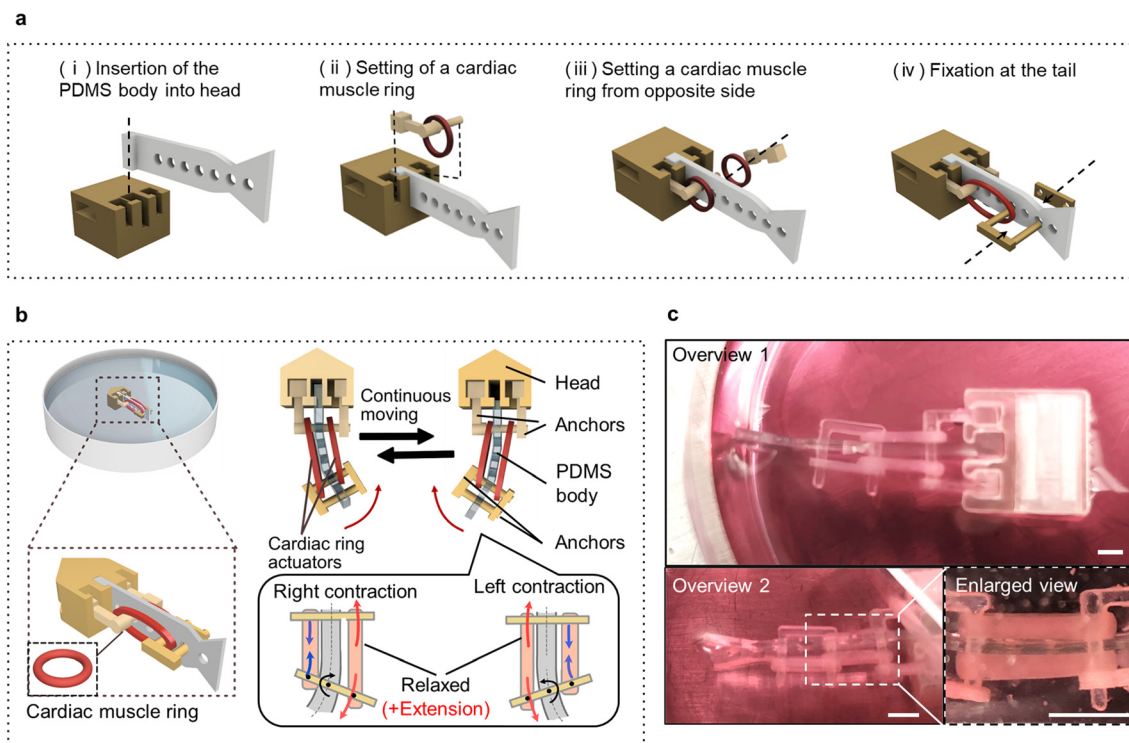 a
( i ) Insertion of the
PDMS body into head
( ii ) Setting of a cardiac
muscle ring
(iii) Setting a cardiac muscle
ring from opposite side
(iv) Fixation at the tail
b
Continuous
moving
Head
Anchors
PDMS
body
Anchors
Cardiac ring
actuators
Right contraction
Left contraction
Relaxed
(+Extension)
Cardiac muscle ring
c
Overview 1
Overview 2
Enlarged view